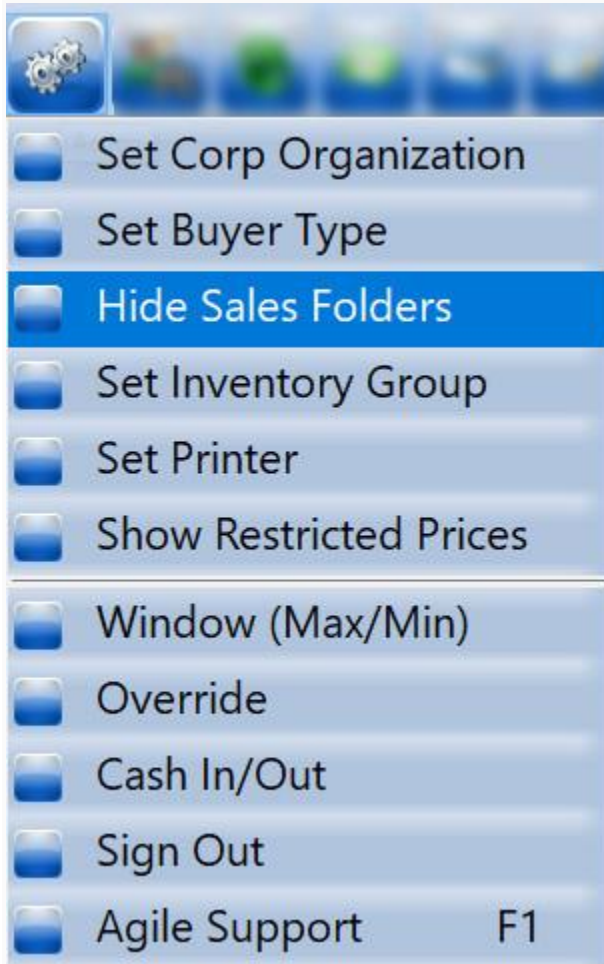 Set Corp Organization
Set Buyer Type
Hide Sales Folders
Set Inventory Group
Set Printer
Show Restricted Prices
Window (Max/Min)
Override
Cash In/Out
Sign Out
Agile Support F1